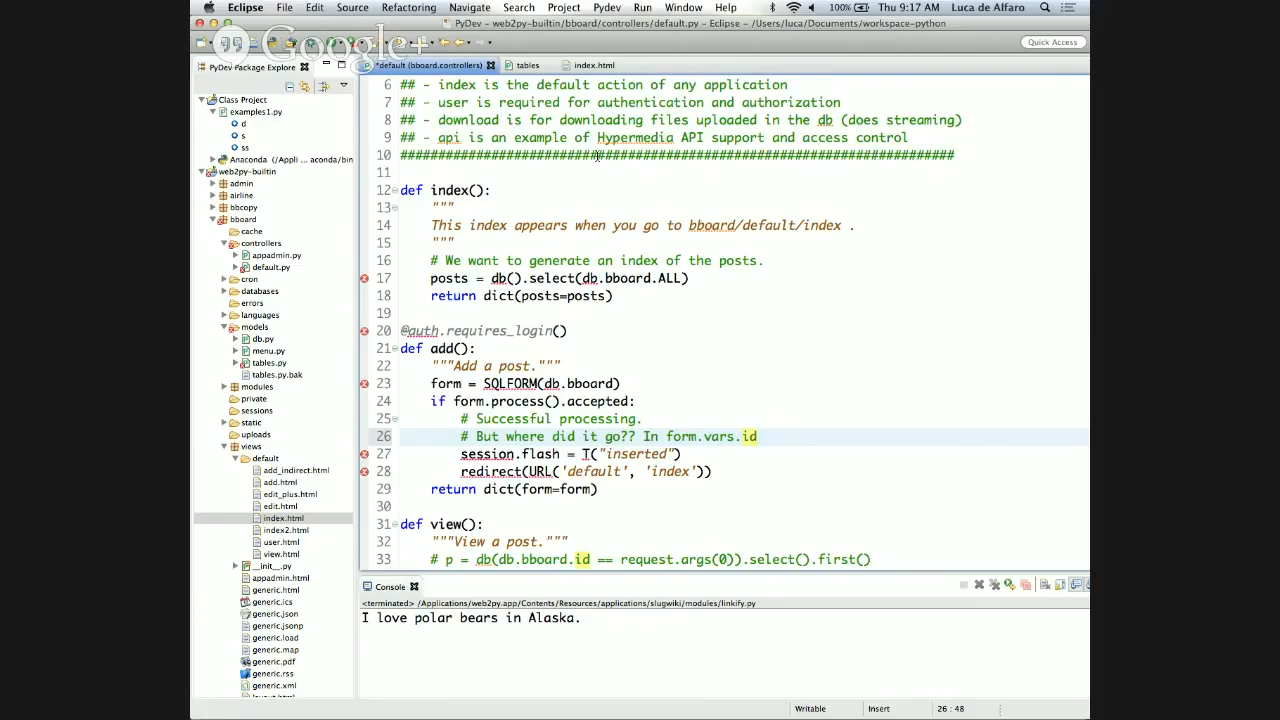 Eclipse File Edit Source Refactoring Navigate Search Project Pydev Run Window Help 100% Thu 9:17 AM Luca de Alfaro
PyDev - web2py-builtin/bboard/controllers/default.py - Eclipse - /Users/luca/Documents/workspace-python
Google+
Quick Access
PyDev Package Explorer
*default (bboard.controllers) tables index.html
Class Project
examples1.py
d
s
ss
Anaconda (/Appli ... aconda/bin
web2py-builtin
admin
airline
bbcopy
bboard
cache
controllers
appadmin.py
default.py
cron
databases
errors
languages
models
db.py
menu.py
tables.py
tables.py.bak
modules
private
sessions
static
uploads
views
default
add_indirect.html
add.html
edit_plus.html
edit.html
index.html
index2.html
user.html
view.html
__init__.py
appadmin.html
generic.html
generic.ics
generic.json
generic.jsonp
generic.load
generic.map
generic.pdf
generic.rss
generic.xml
layout.html
6 ## - index is the default action of any application
7 ## - user is required for authentication and authorization
8 ## - download is for downloading files uploaded in the db (does streaming)
9 ## - api is an example of Hypermedia API support and access control
10 #########################################################################
11
12 def index():
13 """
14 This index appears when you go to bboard/default/index .
15 """
16 # We want to generate an index of the posts.
17 posts = db().select(db.bboard.ALL)
18 return dict(posts=posts)
19
20 @auth.requires_login()
21 def add():
22 """Add a post."""
23 form = SQLFORM(db.bboard)
24 if form.process().accepted:
25 # Successful processing.
26 # But where did it go?? In form.vars.id
27 session.flash = T("inserted")
28 redirect(URL('default', 'index'))
29 return dict(form=form)
30
31 def view():
32 """View a post."""
33 # p = db(db.bboard.id == request.args(0)).select().first()
Console
<terminated> /Applications/web2py.app/Contents/Resources/applications/slugwiki/modules/linkify.py
I love polar bears in Alaska.
Writable Insert 26 : 48